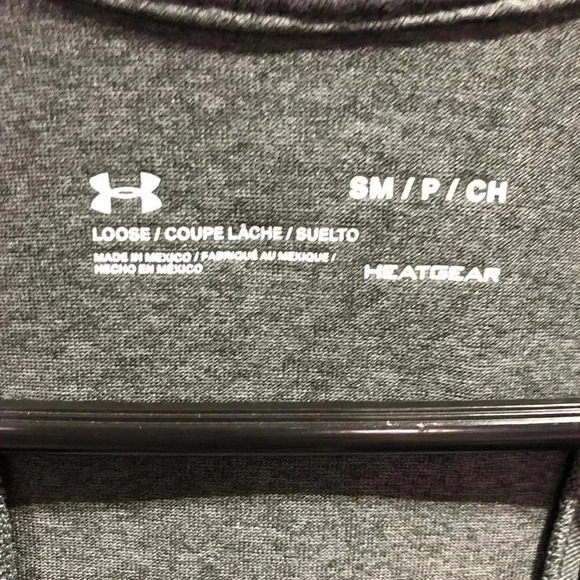 SM / P / CH
LOOSE / COUPE LÂCHE / SUELTO
MADE IN MEXICO / FABRIQUÉ AU MEXIQUE /
HECHO EN MÉXICO
HEATGEAR